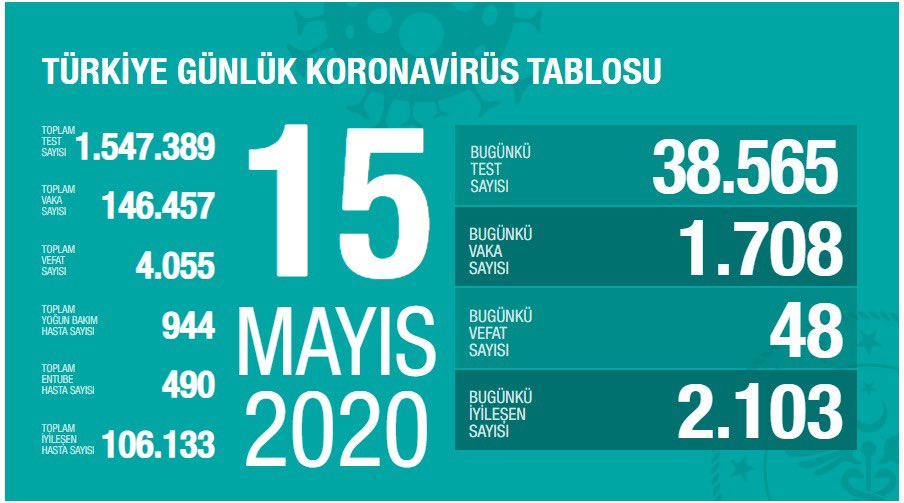 TÜRKİYE GÜNLÜK KORONAVİRÜS TABLOSU
TOPLAM
TEST
SAYISI
1.547.389
TOPLAM
VAKA
SAYISI
146.457
TOPLAM
VEFAT
SAYISI
4.055
TOPLAM
YOĞUN BAKIM
HASTA SAYISI
944
TOPLAM
ENTUBE
HASTA SAYISI
490
TOPLAM
İYİLEŞEN
HASTA SAYISI
106.133
15
MAYIS
2020
BUGÜNKÜ
TEST
SAYISI
38.565
BUGÜNKÜ
VAKA
SAYISI
1.708
BUGÜNKÜ
VEFAT
SAYISI
48
BUGÜNKÜ
İYİLEŞEN
SAYISI
2.103